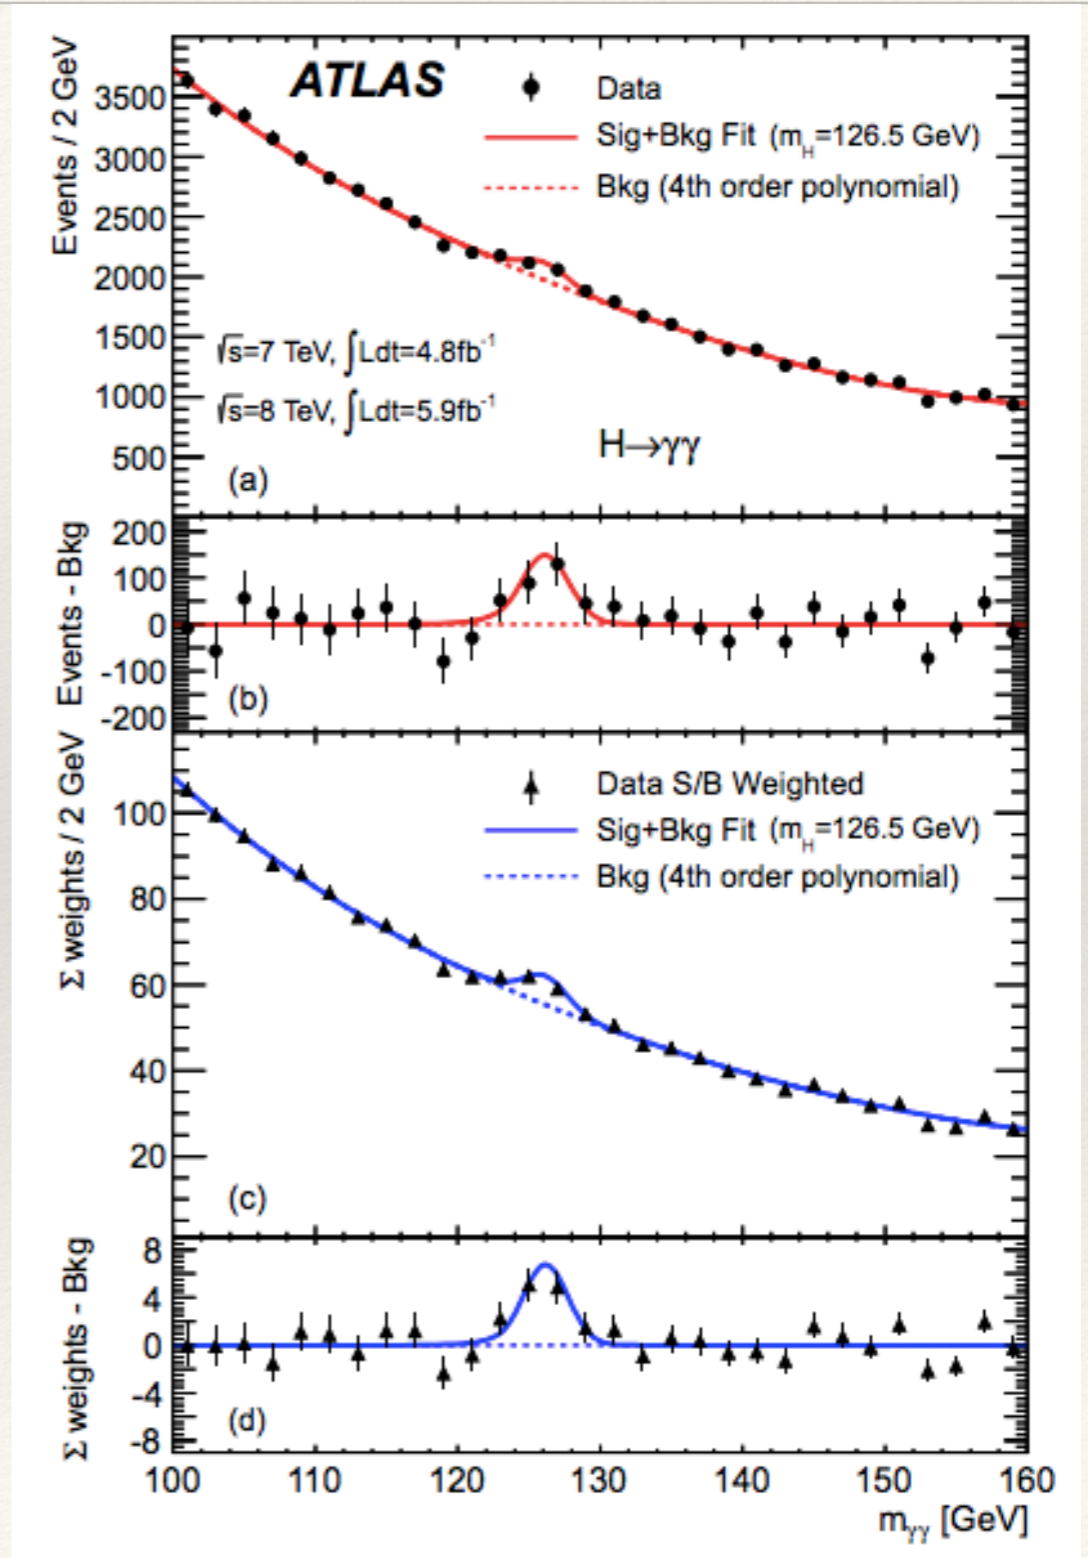 ATLAS
Data
Sig+Bkg Fit (m_H=126.5 GeV)
Bkg (4th order polynomial)
Events / 2 GeV
3500
3000
2500
2000
1500
1000
500
√s=7 TeV, ∫Ldt=4.8fb⁻¹
√s=8 TeV, ∫Ldt=5.9fb⁻¹
H→γγ
(a)
Events - Bkg
200
100
0
-100
-200
(b)
Data S/B Weighted
Sig+Bkg Fit (m_H=126.5 GeV)
Bkg (4th order polynomial)
Σ weights / 2 GeV
100
80
60
40
20
(c)
Σ weights - Bkg
8
4
0
-4
-8
(d)
100 110 120 130 140 150 160
m_γγ [GeV]